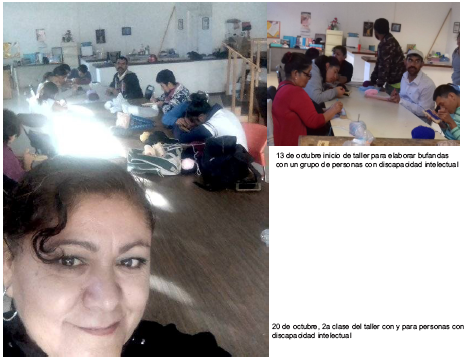 13 de octubre inicio de taller para elaborar bufandas
con un grupo de personas con discapacidad intelectual
20 de octubre, 2a clase del taller con y para personas con
discapacidad intelectual